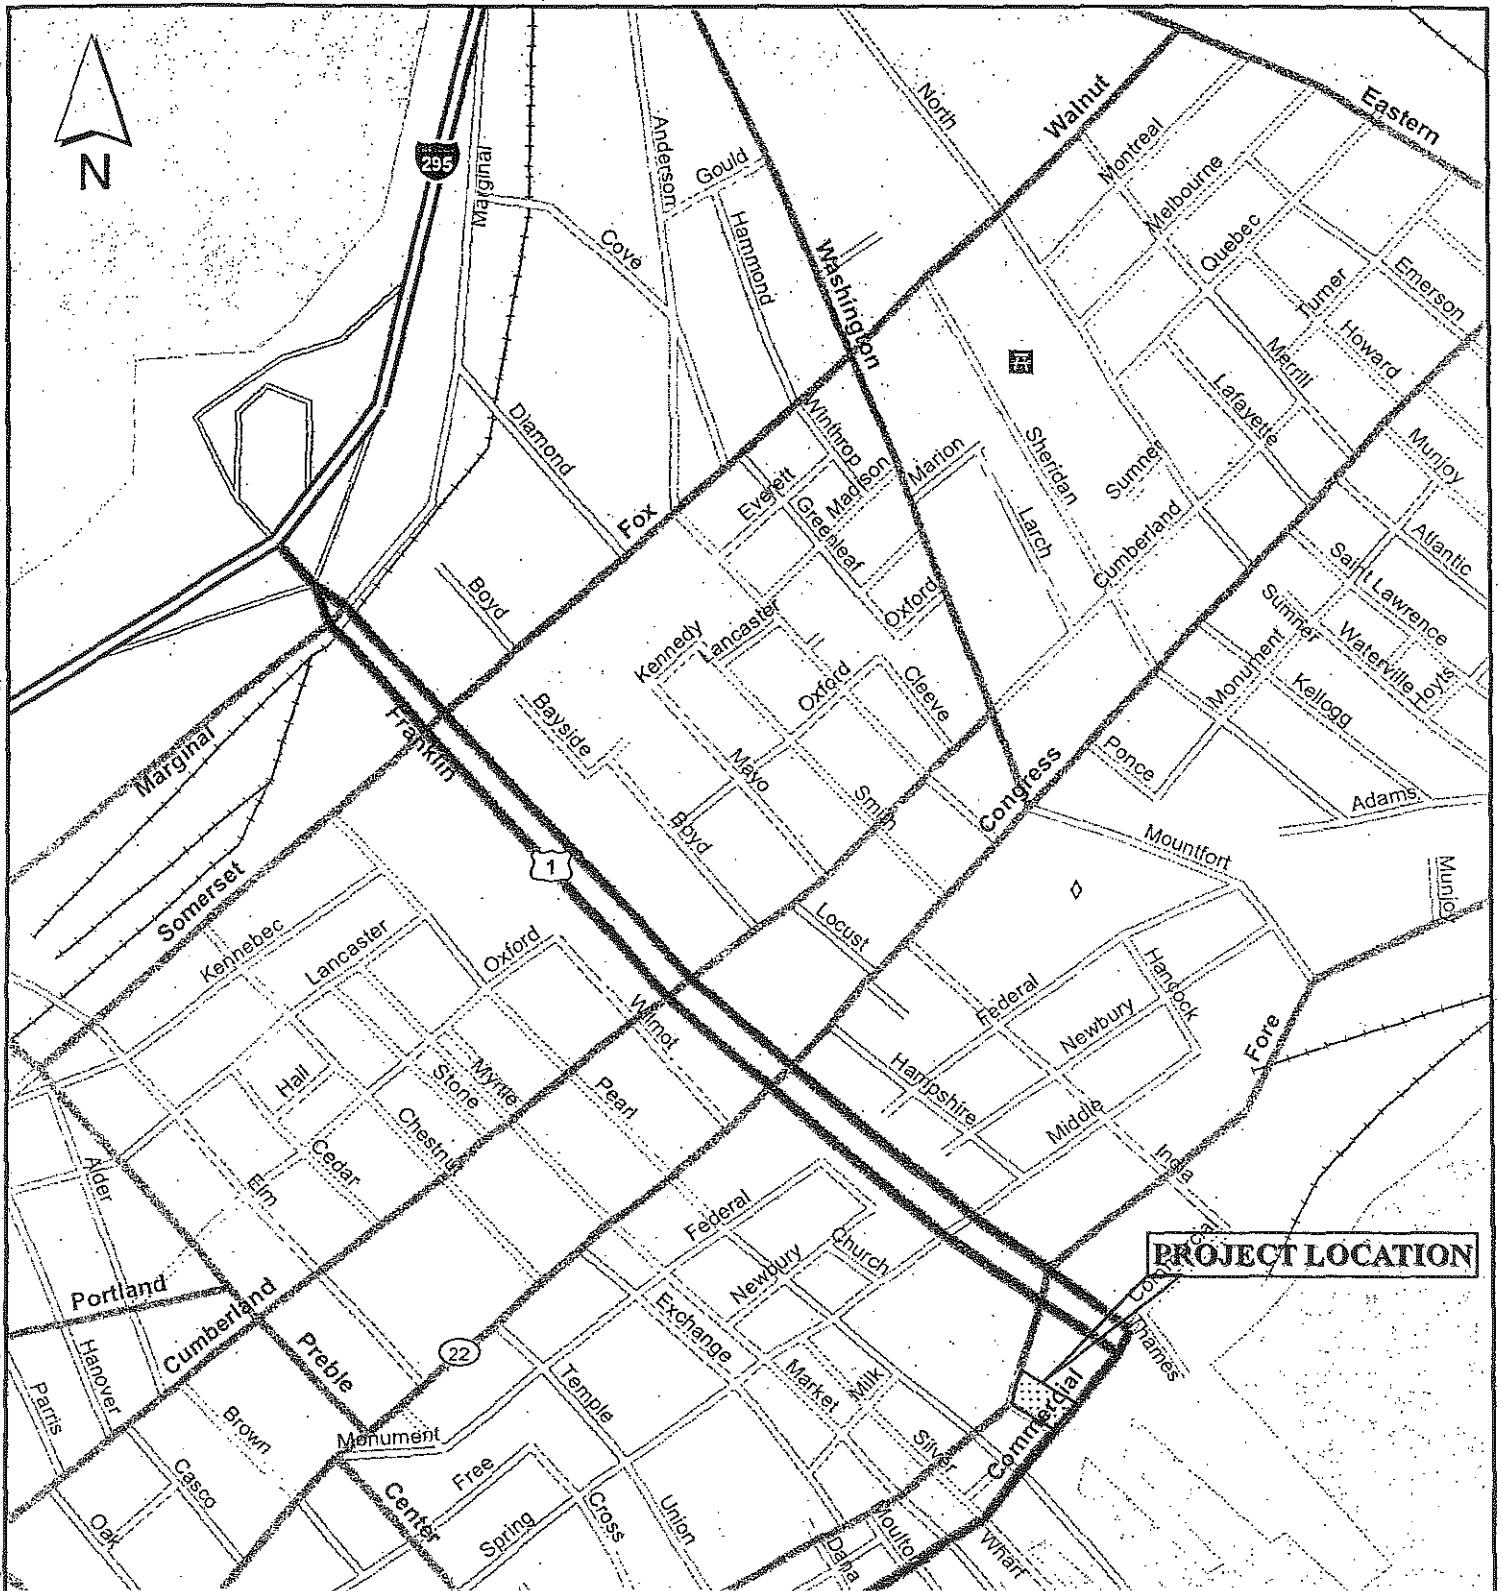 N
295
Marginal
Anderson
Gould
Hammond
Cove
Washington
North
Walnut
Montreal
Eastern
Melbourne
Quebec
Turner
Emerson
Howard
Merrill
Lafayette
Munjoy
Atlantic
Diamond
Fox
Everett
Winthrop
Madison
Marion
Greenleaf
Sheridan
Sumner
Larch
Cumberland
Saint Lawrence
Sumner
Waterville
Hoyts
Monument
Kellogg
Boyd
Kennedy
Lancaster
Oxford
Oxford
Cleeve
Bayside
Mayo
Smith
Boyd
Congress
Ponce
Adams
Mountfort
Munjoy
Marginal
Franklin
1
Somerset
Kennebec
Lancaster
Oxford
Locust
Wilmot
Federal
Hancock
Newbury
Fore
Hall
Stone
Myrtle
Pearl
Hampshire
Middle
India
Alder
Elm
Cedar
Chestnut
Federal
Newbury
Church
PROJECT LOCATION
Commercial
Thames
Portland
Cumberland
Hanover
Preble
22
Exchange
Market
Milk
Commercial
Parris
Brown
Monument
Temple
Silver
Casco
Oak
Center
Free
Spring
Cross
Union
Dana
Moulton
Wharf